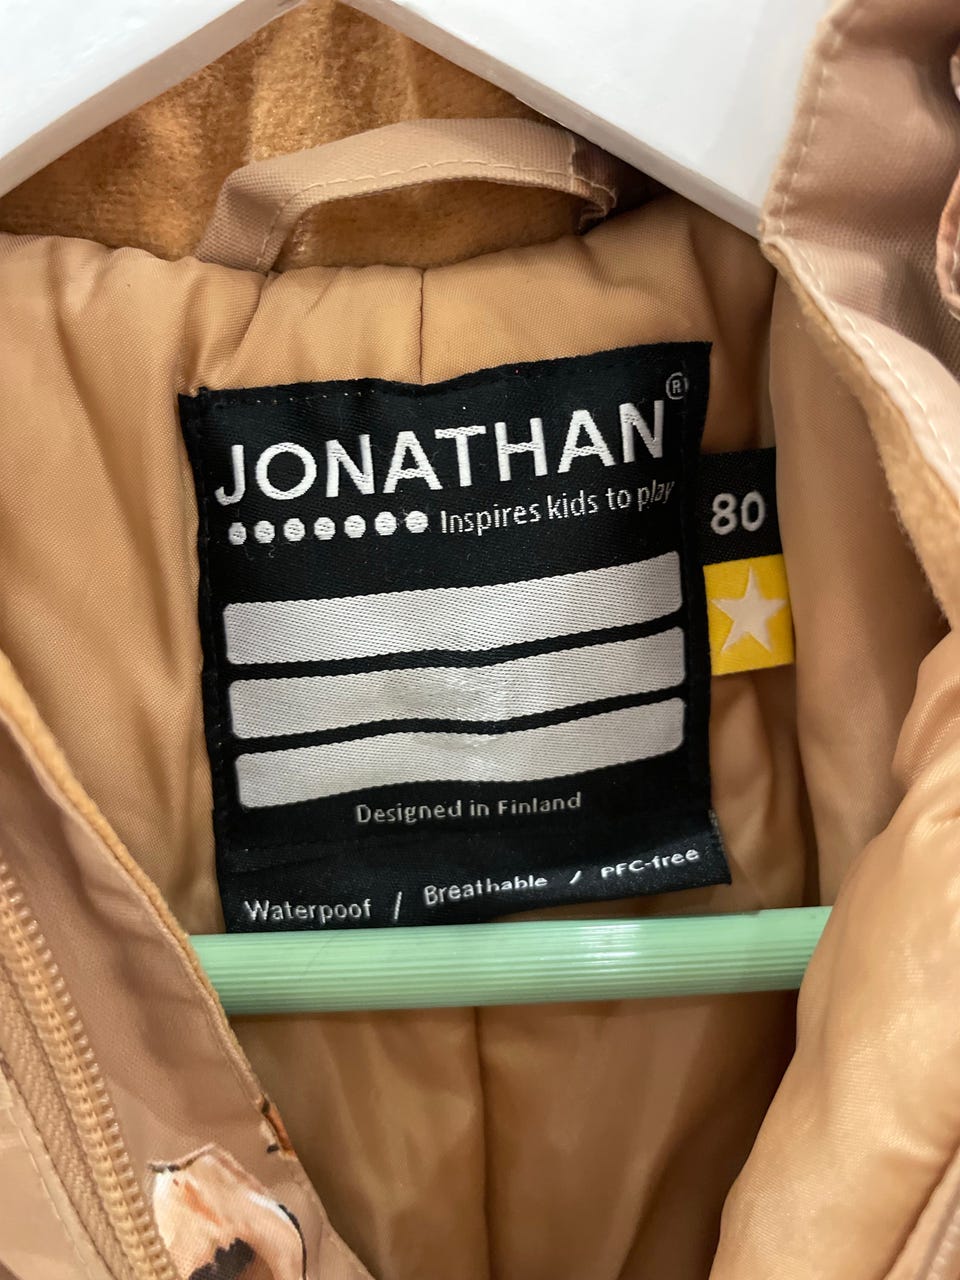 JONATHAN®
●●●●●●● Inspires kids to play
80
Designed in Finland
Waterpoof / Breathable / PFC-free